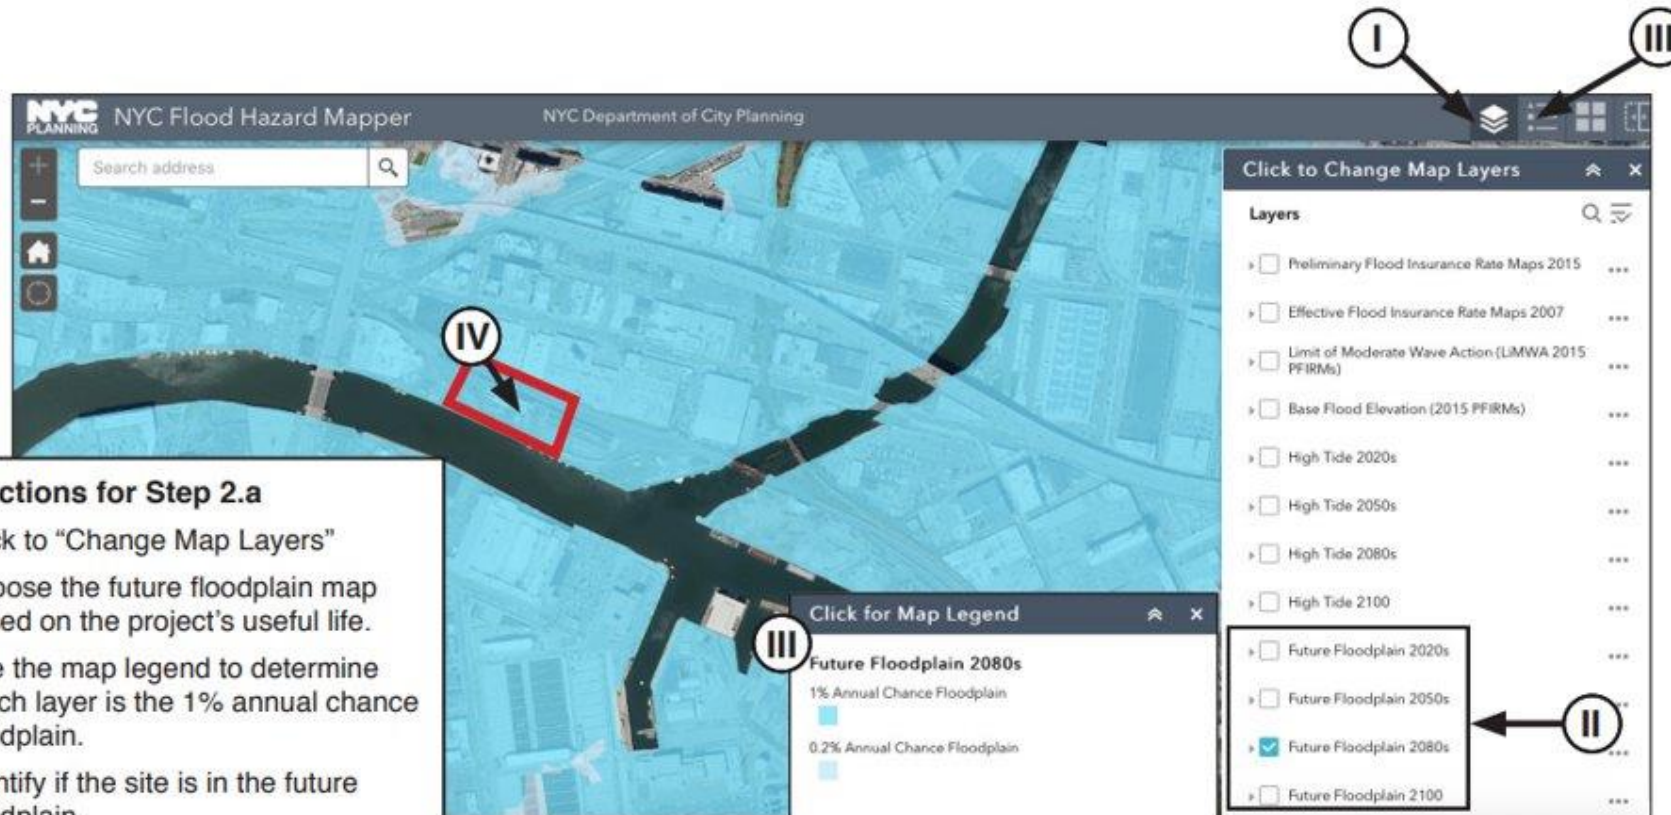 I
III
NYC
PLANNING
NYC Flood Hazard Mapper
NYC Department of City Planning
Search address
Click to Change Map Layers
Layers
Preliminary Flood Insurance Rate Maps 2015
Effective Flood Insurance Rate Maps 2007
Limit of Moderate Wave Action (LiMWA 2015
PFIRMs)
Base Flood Elevation (2015 PFIRMs)
High Tide 2020s
High Tide 2050s
High Tide 2080s
High Tide 2100
Future Floodplain 2020s
Future Floodplain 2050s
Future Floodplain 2080s
Future Floodplain 2100
II
IV
ctions for Step 2.a
ck to “Change Map Layers”
oose the future floodplain map
ed on the project’s useful life.
e the map legend to determine
ch layer is the 1% annual chance
dplain.
ntify if the site is in the future
III
Click for Map Legend
Future Floodplain 2080s
1% Annual Chance Floodplain
0.2% Annual Chance Floodplain